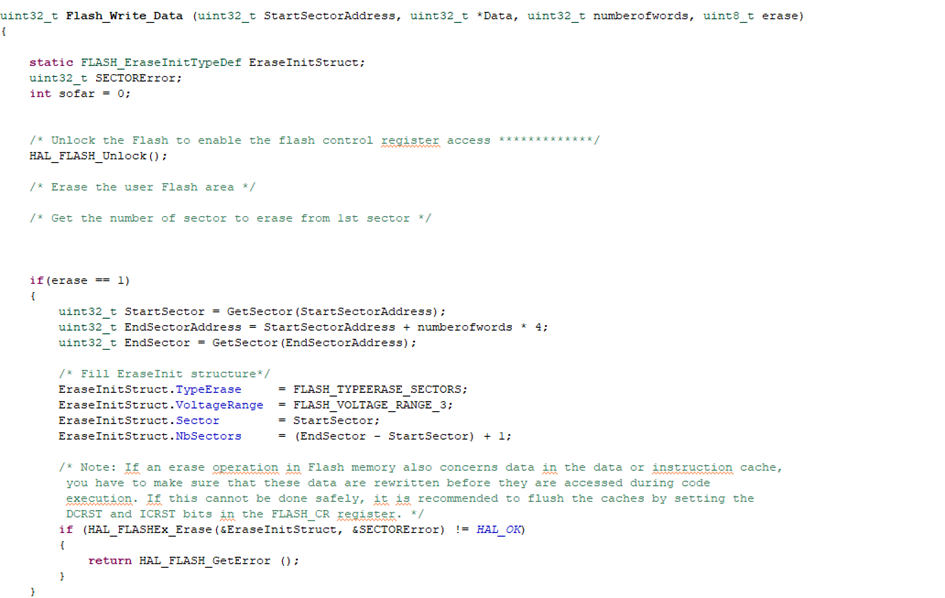 uint32_t Flash_Write_Data (uint32_t StartSectorAddress, uint32_t *Data, uint32_t numberofwords, uint8_t erase)
{
static FLASH_EraseInitTypeDef EraseInitStruct;
uint32_t SECTORError;
int sofar = 0;
/* Unlock the Flash to enable the flash control register access *************/
HAL_FLASH_Unlock();
/* Erase the user Flash area */
/* Get the number of sector to erase from 1st sector */
if(erase == 1)
{
uint32_t StartSector = GetSector(StartSectorAddress);
uint32_t EndSectorAddress = StartSectorAddress + numberofwords * 4;
uint32_t EndSector = GetSector(EndSectorAddress);
/* Fill EraseInit structure*/
EraseInitStruct.TypeErase = FLASH_TYPEERASE_SECTORS;
EraseInitStruct.VoltageRange = FLASH_VOLTAGE_RANGE_3;
EraseInitStruct.Sector = StartSector;
EraseInitStruct.NbSectors = (EndSector - StartSector) + 1;
/* Note: If an erase operation in Flash memory also concerns data in the data or instruction cache,
you have to make sure that these data are rewritten before they are accessed during code
execution. If this cannot be done safely, it is recommended to flush the caches by setting the
DCRST and ICRST bits in the FLASH_CR register. */
if (HAL_FLASHEx_Erase(&EraseInitStruct, &SECTORError) != HAL_OK)
{
return HAL_FLASH_GetError ();
}
}